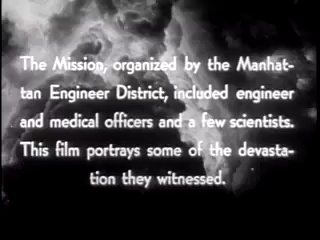 The Mission, organized by the Manhat-
tan Engineer District, included engineer
and medical officers and a few scientists.
This film portrays some of the devasta-
tion they witnessed.